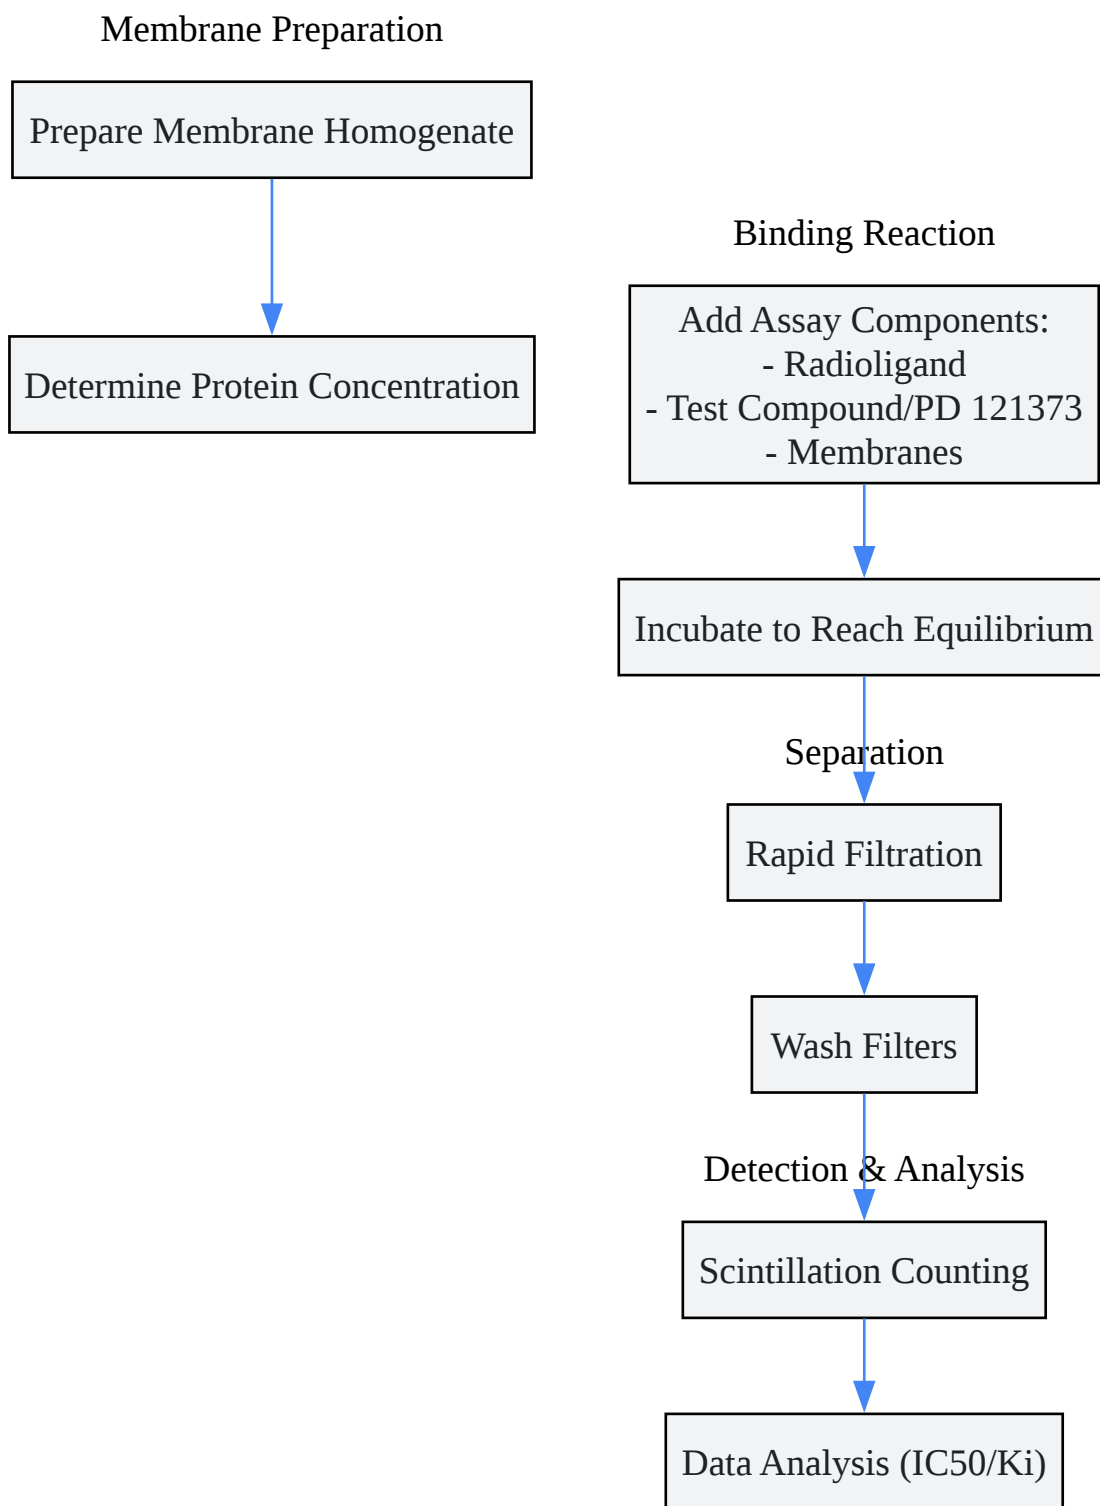 Membrane Preparation
Prepare Membrane Homogenate
Determine Protein Concentration
Binding Reaction
Add Assay Components:
- Radioligand
- Test Compound/PD 121373
- Membranes
Incubate to Reach Equilibrium
Separation
Rapid Filtration
Wash Filters
Detection & Analysis
Scintillation Counting
Data Analysis (IC50/Ki)